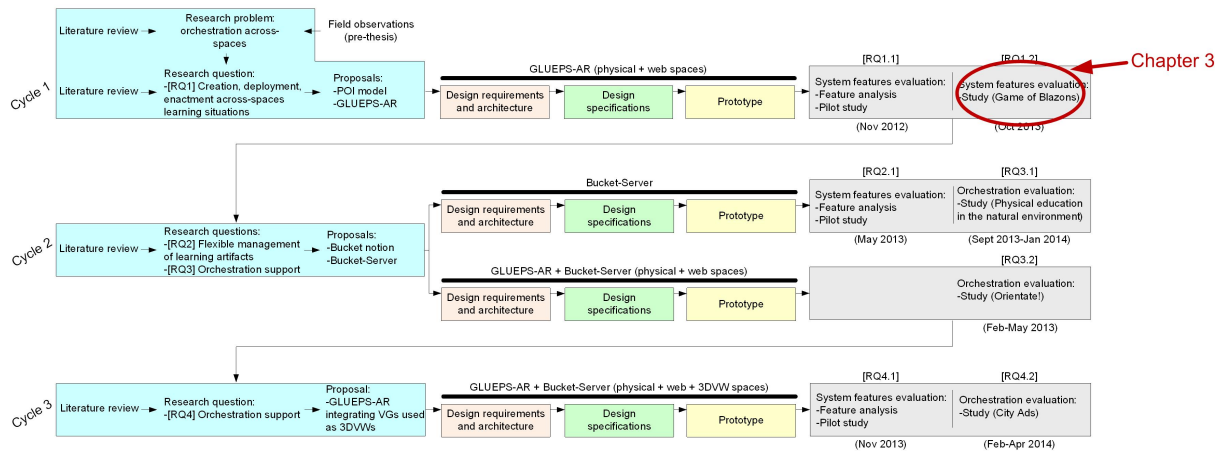 Cycle 1
Literature review
Research problem:
orchestration across-
spaces
Field observations
(pre-thesis)
Literature review
Research question:
-[RQ1] Creation, deployment,
enactment across-spaces
learning situations
Proposals:
-POI model
-GLUEPS-AR
GLUEPS-AR (physical + web spaces)
Design requirements
and architecture
Design
specifications
Prototype
[RQ1.1]
System features evaluation:
-Feature analysis
-Pilot study
(Nov 2012)
[RQ1.2]
System features evaluation:
-Study (Game of Blazons)
(Oct 2013)
Chapter 3
Cycle 2
Literature review
Research questions:
-[RQ2] Flexible management
of learning artifacts
-[RQ3] Orchestration support
Proposals:
-Bucket notion
-Bucket-Server
Bucket-Server
Design requirements
and architecture
Design
specifications
Prototype
[RQ2.1]
System features evaluation:
-Feature analysis
-Pilot study
(May 2013)
[RQ3.1]
Orchestration evaluation:
-Study (Physical education
in the natural environment)
(Sept 2013-Jan 2014)
GLUEPS-AR + Bucket-Server (physical + web spaces)
Design requirements
and architecture
Design
specifications
Prototype
[RQ3.2]
Orchestration evaluation:
-Study (Orientate!)
(Feb-May 2013)
Cycle 3
Literature review
Research question:
-[RQ4] Orchestration support
Proposal:
-GLUEPS-AR
integrating VGs used
as 3DVWs
GLUEPS-AR + Bucket-Server (physical + web + 3DVW spaces)
Design requirements
and architecture
Design
specifications
Prototype
[RQ4.1]
System features evaluation:
-Feature analysis
-Pilot study
(Nov 2013)
[RQ4.2]
Orchestration evaluation:
-Study (City Ads)
(Feb-Apr 2014)